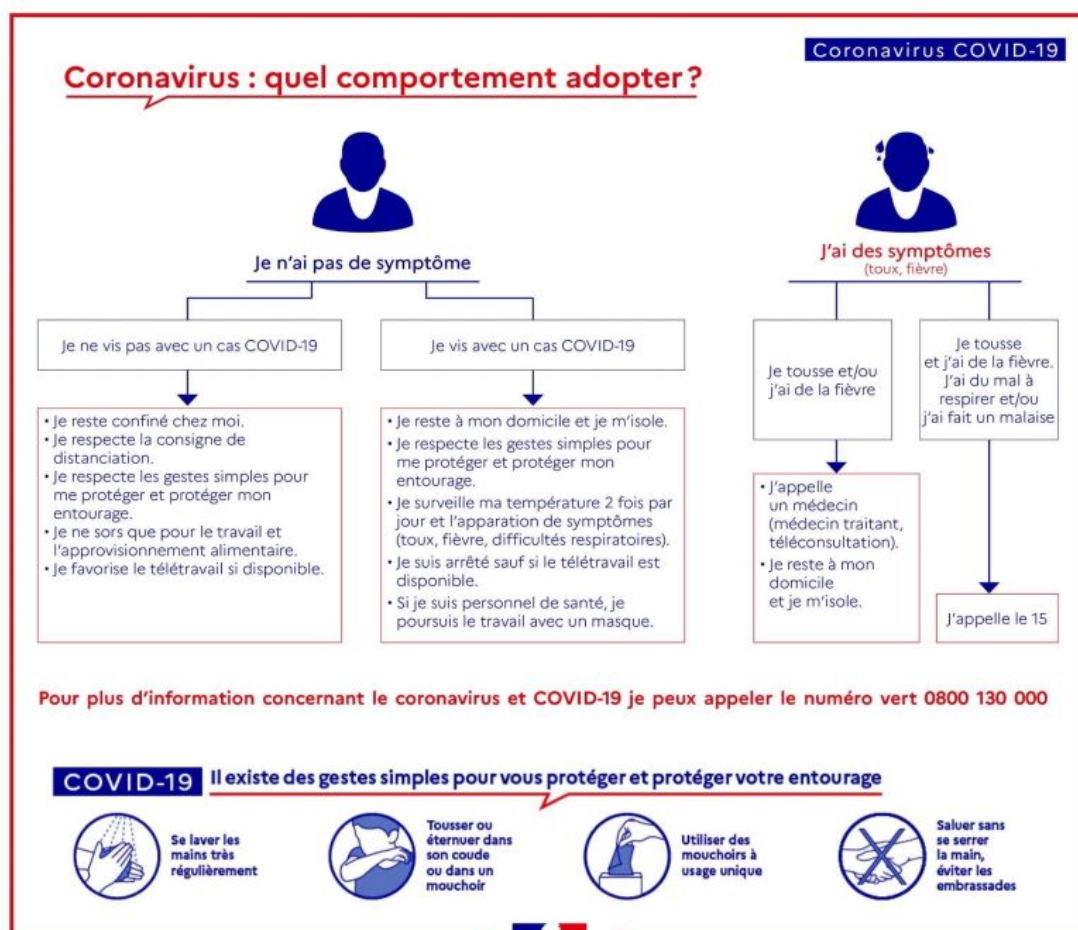 Coronavirus COVID-19
Coronavirus : quel comportement adopter ?
Je n'ai pas de symptôme
Je ne vis pas avec un cas COVID-19
• Je reste confiné chez moi.
• Je respecte la consigne de
distanciation.
• Je respecte les gestes simples pour
me protéger et protéger mon
entourage.
• Je ne sors que pour le travail et
l'approvisionnement alimentaire.
• Je favorise le télétravail si disponible.
Je vis avec un cas COVID-19
• Je reste à mon domicile et je m'isole.
• Je respecte les gestes simples pour
me protéger et protéger mon
entourage.
• Je surveille ma température 2 fois par
jour et l'apparation de symptômes
(toux, fièvre, difficultés respiratoires).
• Je suis arrêté sauf si le télétravail est
disponible.
• Si je suis personnel de santé, je
poursuis le travail avec un masque.
J'ai des symptômes
(toux, fièvre)
Je tousse et/ou
j'ai de la fièvre
• J'appelle
un médecin
(médecin traitant,
téléconsultation).
• Je reste à mon
domicile
et je m'isole.
Je tousse
et j'ai de la fièvre.
J'ai du mal à
respirer et/ou
j'ai fait un malaise
J'appelle le 15
Pour plus d'information concernant le coronavirus et COVID-19 je peux appeler le numéro vert 0800 130 000
COVID-19 Il existe des gestes simples pour vous protéger et protéger votre entourage
Se laver les
mains très
régulièrement
Tousser ou
éternuer dans
son coude
ou dans un
mouchoir
Utiliser des
mouchoirs à
usage unique
Saluer sans
se serrer
la main,
éviter les
embrassades